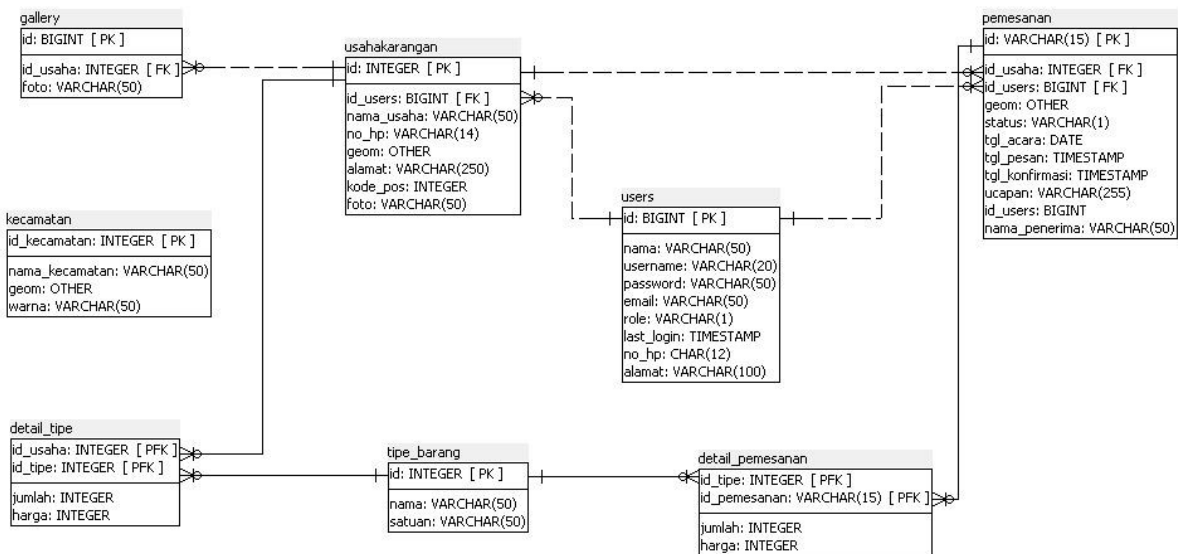 gallery
id: BIGINT [ PK ]
id_usaha: INTEGER [ FK ]
foto: VARCHAR(50)
usahakarangan
id: INTEGER [ PK ]
id_users: BIGINT [ FK ]
nama_usaha: VARCHAR(50)
no_hp: VARCHAR(14)
geom: OTHER
alamat: VARCHAR(250)
kode_pos: INTEGER
foto: VARCHAR(50)
pemesanan
id: VARCHAR(15) [ PK ]
id_usaha: INTEGER [ FK ]
id_users: BIGINT [ FK ]
geom: OTHER
status: VARCHAR(1)
tgl_acara: DATE
tgl_pesan: TIMESTAMP
tgl_konfirmasi: TIMESTAMP
ucapan: VARCHAR(255)
id_users: BIGINT
nama_penerima: VARCHAR(50)
kecamatan
id_kecamatan: INTEGER [ PK ]
nama_kecamatan: VARCHAR(50)
geom: OTHER
warna: VARCHAR(50)
users
id: BIGINT [ PK ]
nama: VARCHAR(50)
username: VARCHAR(20)
password: VARCHAR(50)
email: VARCHAR(50)
role: VARCHAR(1)
last_login: TIMESTAMP
no_hp: CHAR(12)
alamat: VARCHAR(100)
detail_tipe
id_usaha: INTEGER [ PFK ]
id_tipe: INTEGER [ PFK ]
jumlah: INTEGER
harga: INTEGER
tipe_barang
id: INTEGER [ PK ]
nama: VARCHAR(50)
satuan: VARCHAR(50)
detail_pemesanan
id_tipe: INTEGER [ PFK ]
id_pemesanan: VARCHAR(15) [ PFK ]
jumlah: INTEGER
harga: INTEGER